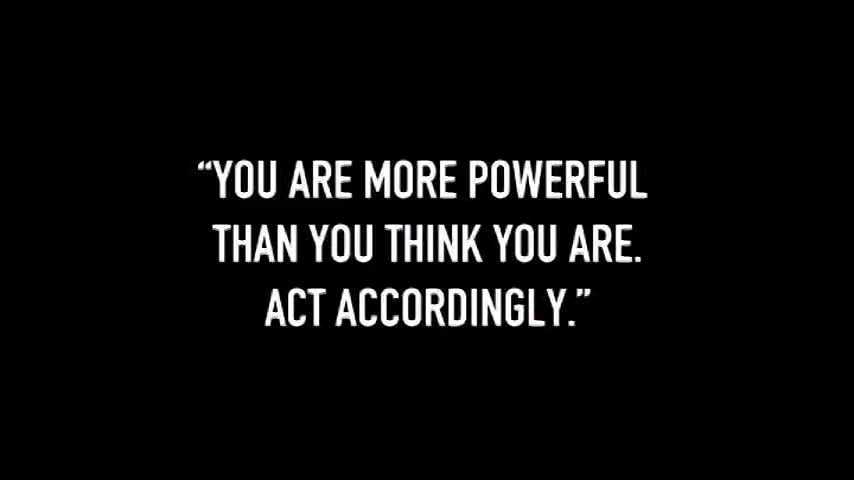 “YOU ARE MORE POWERFUL
THAN YOU THINK YOU ARE.
ACT ACCORDINGLY.”